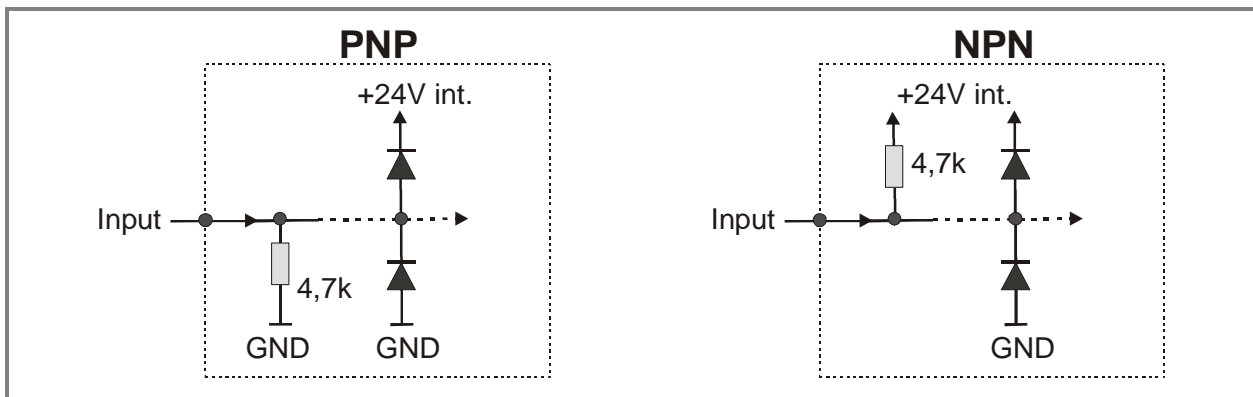 PNP
+24V int.
Input
4,7k
GND GND
NPN
+24V int.
4,7k
Input
GND